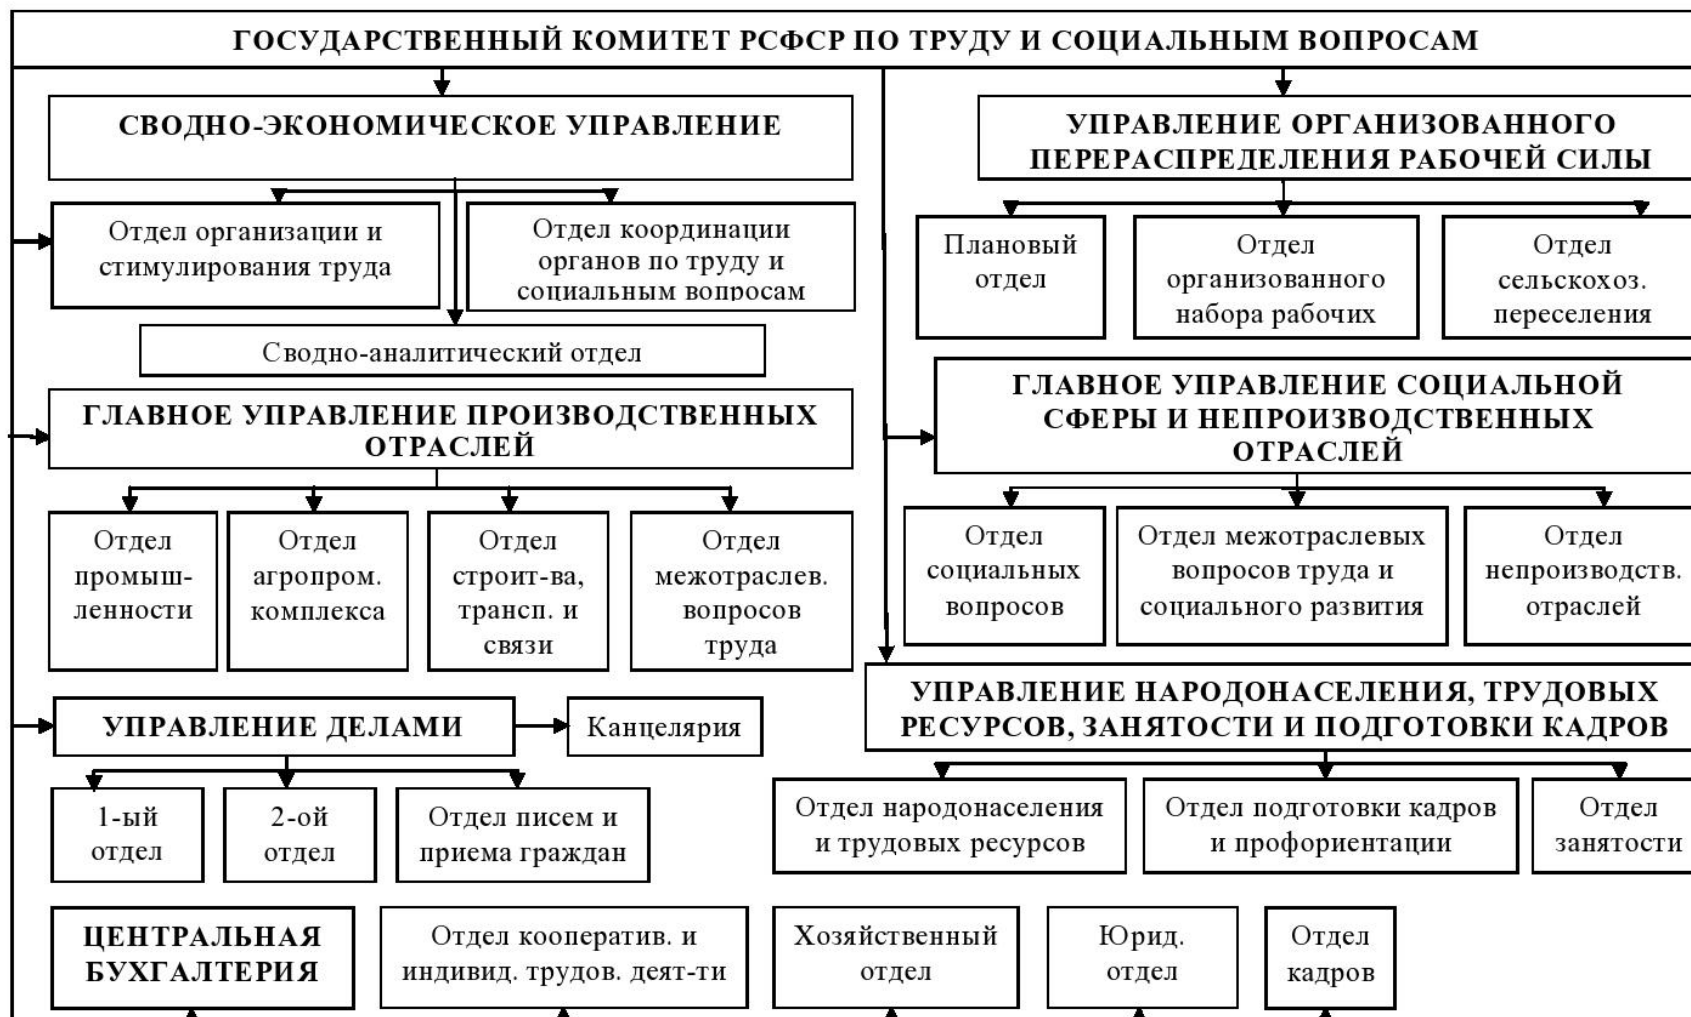 ГОСУДАРСТВЕННЫЙ КОМИТЕТ РСФСР ПО ТРУДУ И СОЦИАЛЬНЫМ ВОПРОСАМ
СВОДНО-ЭКОНОМИЧЕСКОЕ УПРАВЛЕНИЕ
УПРАВЛЕНИЕ ОРГАНИЗОВАННОГО
ПЕРЕРАСПРЕДЕЛЕНИЯ РАБОЧЕЙ СИЛЫ
Отдел организации и
стимулирования труда
Отдел координации
органов по труду и
социальным вопросам
Плановый
отдел
Отдел
организованного
набора рабочих
Отдел
сельскохоз.
переселения
Сводно-аналитический отдел
ГЛАВНОЕ УПРАВЛЕНИЕ ПРОИЗВОДСТВЕННЫХ
ОТРАСЛЕЙ
ГЛАВНОЕ УПРАВЛЕНИЕ СОЦИАЛЬНОЙ
СФЕРЫ И НЕПРОИЗВОДСТВЕННЫХ
ОТРАСЛЕЙ
Отдел
промыш-
ленности
Отдел
агропром.
комплекса
Отдел
строит-ва,
трансп. и
связи
Отдел
межотраслев.
вопросов
труда
Отдел
социальных
вопросов
Отдел межотраслевых
вопросов труда и
социального развития
Отдел
непроизводств.
отраслей
УПРАВЛЕНИЕ ДЕЛАМИ
Канцелярия
УПРАВЛЕНИЕ НАРОДОНАСЕЛЕНИЯ, ТРУДОВЫХ
РЕСУРСОВ, ЗАНЯТОСТИ И ПОДГОТОВКИ КАДРОВ
1-ый
отдел
2-ой
отдел
Отдел писем и
приема граждан
Отдел народонаселения
и трудовых ресурсов
Отдел подготовки кадров
и профориентации
Отдел
занятости
ЦЕНТРАЛЬНАЯ
БУХГАЛТЕРИЯ
Отдел кооператив. и
индивид. трудов. деят-ти
Хозяйственный
отдел
Юрид.
отдел
Отдел
кадров